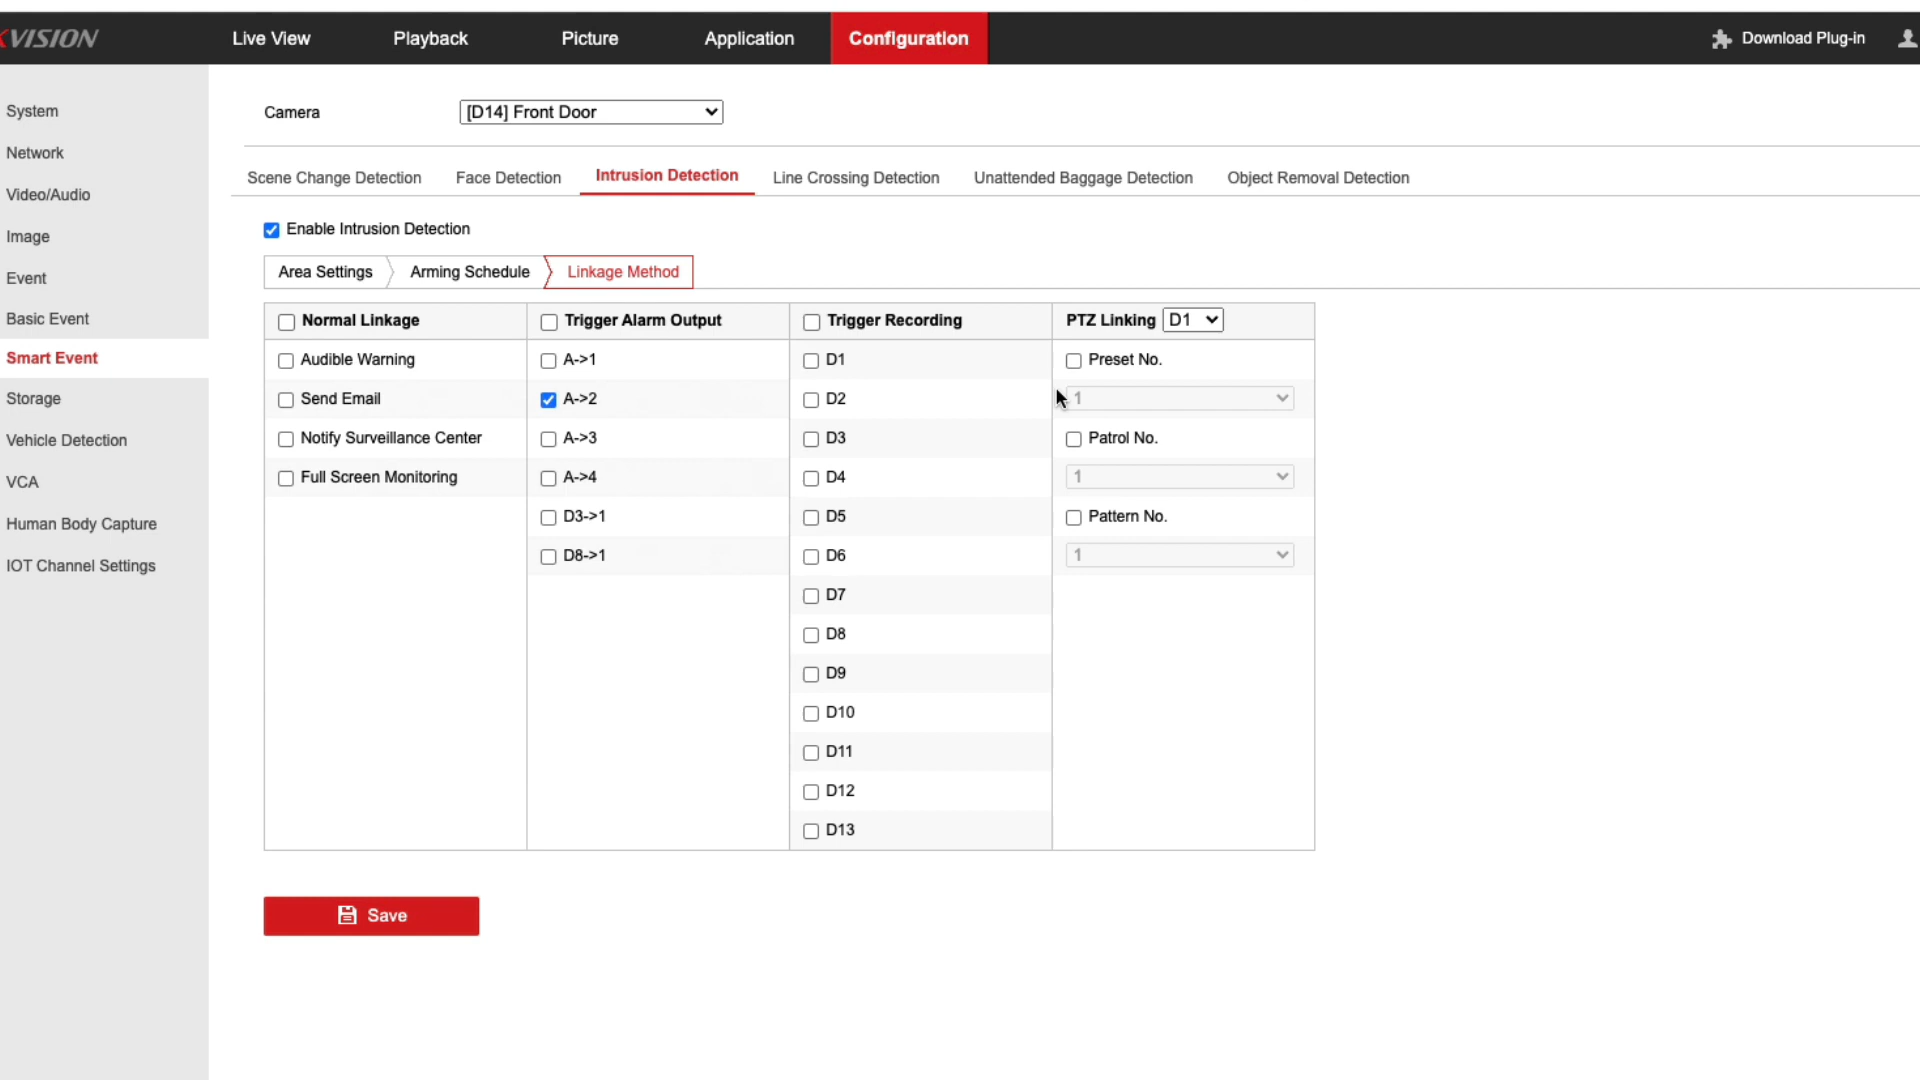 KVISION Live View Playback Picture Application Configuration Download Plug-in
System
Network
Video/Audio
Image
Event
Basic Event
Smart Event
Storage
Vehicle Detection
VCA
Human Body Capture
IOT Channel Settings
Camera [D14] Front Door
Scene Change Detection Face Detection Intrusion Detection Line Crossing Detection Unattended Baggage Detection Object Removal Detection
Enable Intrusion Detection
Area Settings Arming Schedule Linkage Method
Normal Linkage Trigger Alarm Output Trigger Recording PTZ Linking D1
Audible Warning A->1 D1 Preset No.
Send Email A->2 D2 1
Notify Surveillance Center A->3 D3 Patrol No.
Full Screen Monitoring A->4 D4 1
D3->1 D5 Pattern No.
D8->1 D6 1
D7
D8
D9
D10
D11
D12
D13
Save